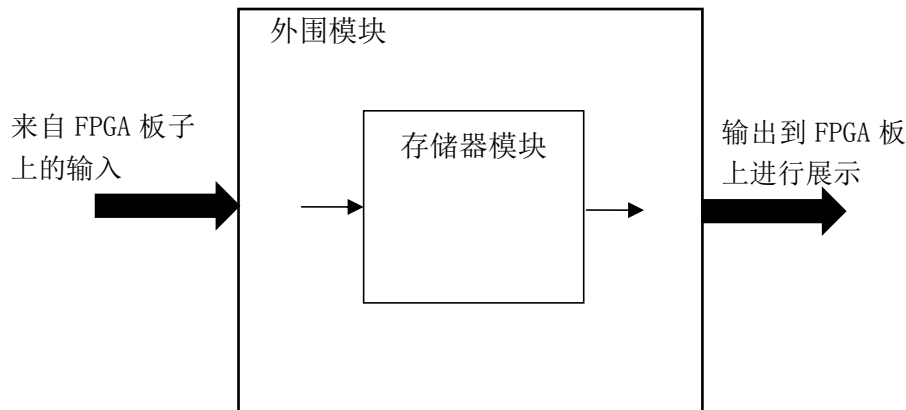 外围模块
来自 FPGA 板子
上的输入
存储器模块
输出到 FPGA 板
上进行展示